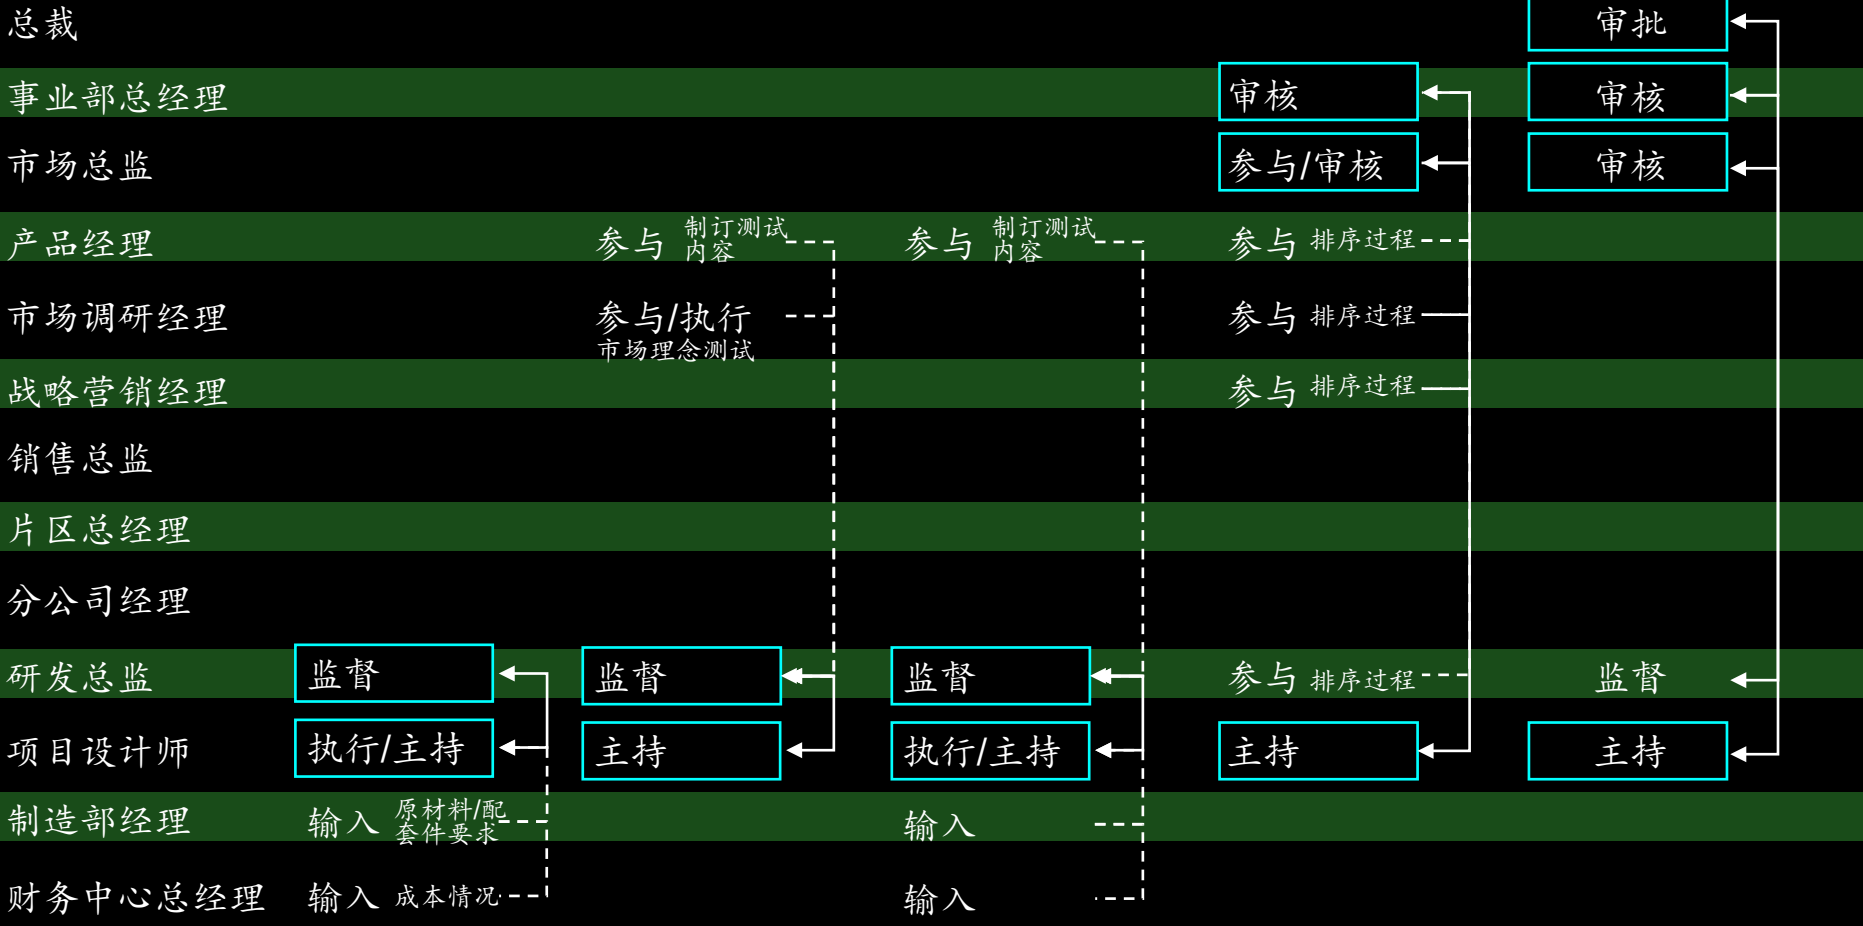 总裁 审批
事业部总经理 审核 审核
市场总监 参与/审核 审核
产品经理 参与 制订测试 参与 制订测试 参与 排序过程
内容 内容
市场调研经理 参与/执行 参与 排序过程
市场理念测试
战略营销经理 参与 排序过程
销售总监
片区总经理
分公司经理
研发总监 监督 监督 监督 参与 排序过程 监督
项目设计师 执行/主持 主持 执行/主持 主持 主持
制造部经理 输入 原材料/配 输入
套件要求
财务中心总经理 输入 成本情况 输入